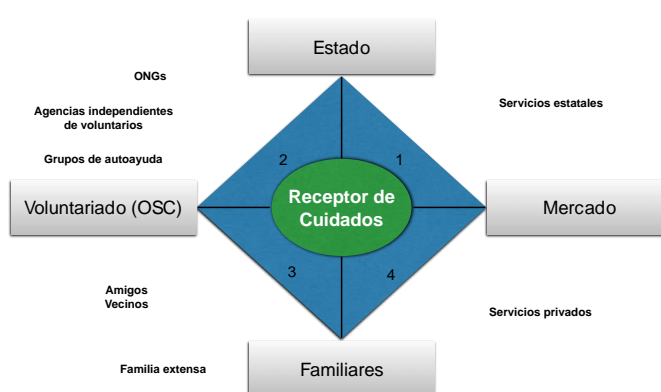 Estado
ONGs
Servicios estatales
Agencias independientes
de voluntarios
Grupos de autoayuda
2
1
Voluntariado (OSC)
Receptor de
Cuidados
Mercado
3
4
Amigos
Vecinos
Servicios privados
Familia extensa
Familiares